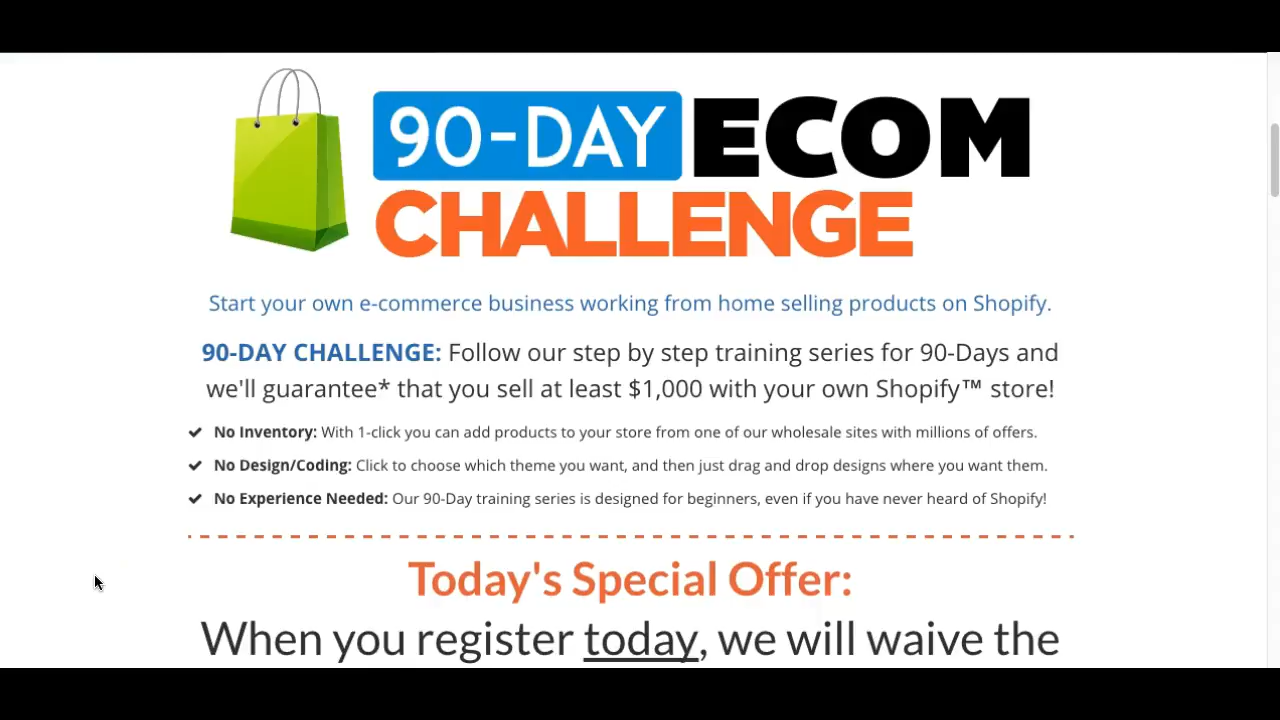 90-DAY ECOM
CHALLENGE
Start your own e-commerce business working from home selling products on Shopify.
90-DAY CHALLENGE: Follow our step by step training series for 90-Days and
we'll guarantee* that you sell at least $1,000 with your own Shopify™ store!
✔ No Inventory: With 1-click you can add products to your store from one of our wholesale sites with millions of offers.
✔ No Design/Coding: Click to choose which theme you want, and then just drag and drop designs where you want them.
✔ No Experience Needed: Our 90-Day training series is designed for beginners, even if you have never heard of Shopify!
Today's Special Offer:
When you register today, we will waive the